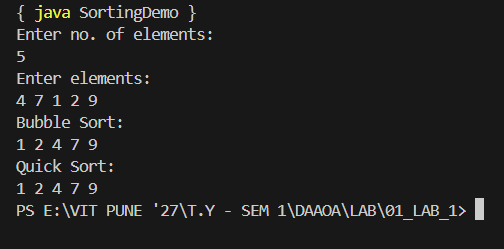 { java SortingDemo }
Enter no. of elements:
5
Enter elements:
4 7 1 2 9
Bubble Sort:
1 2 4 7 9
Quick Sort:
1 2 4 7 9
PS E:\VIT PUNE '27\T.Y - SEM 1\DAAOA\LAB\01_LAB_1>